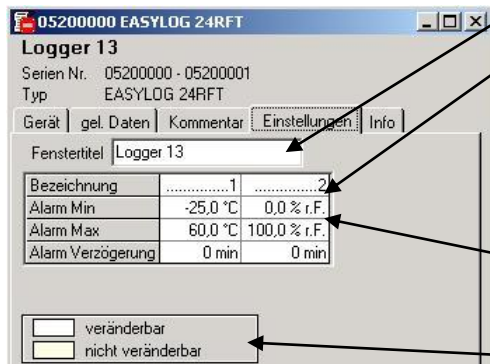 05200000 EASYLOG 24RFT
Logger 13
Serien Nr. 05200000 - 05200001
Typ EASYLOG 24RFT
Gerät gel. Daten Kommentar Einstellungen Info
Fenstertitel Logger 13
Bezeichnung ..............1 ..............2
Alarm Min -25,0 °C 0,0 % r.F.
Alarm Max 60,0 °C 100,0 % r.F.
Alarm Verzögerung 0 min 0 min
veränderbar
nicht veränderbar